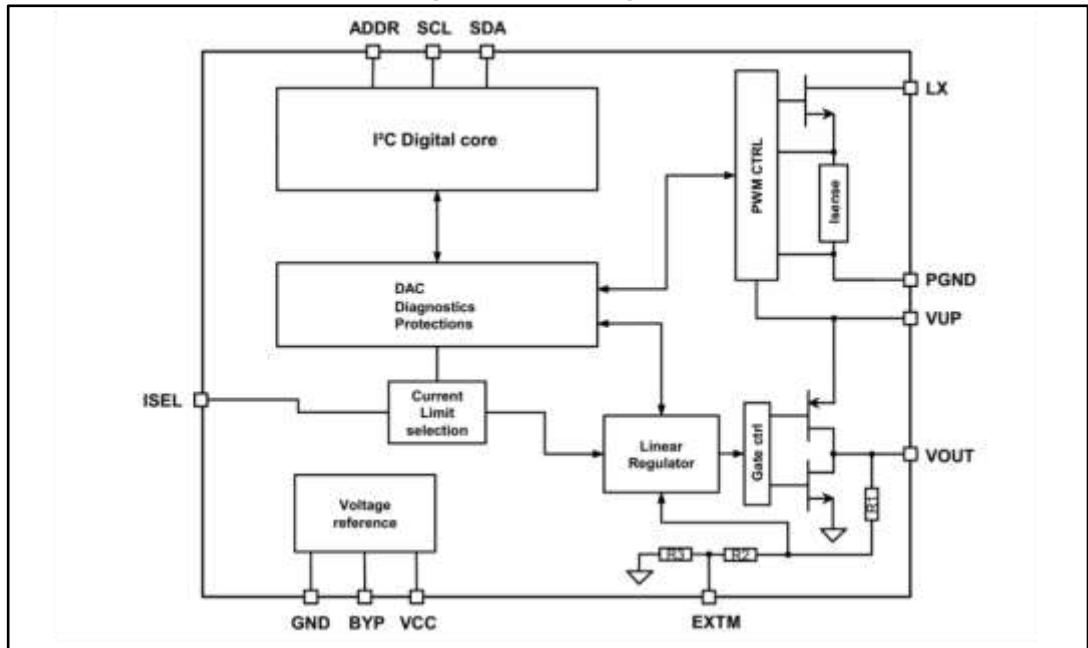 ADDR SCL SDA
I²C Digital core
LX
PWM CTRL
Isense
DAC
Diagnostics
Protections
PGND
VUP
ISEL
Current
Limit
selection
Linear
Regulator
Gate ctrl
VOUT
R1
Voltage
reference
R3
R2
GND BYP VCC
EXTM